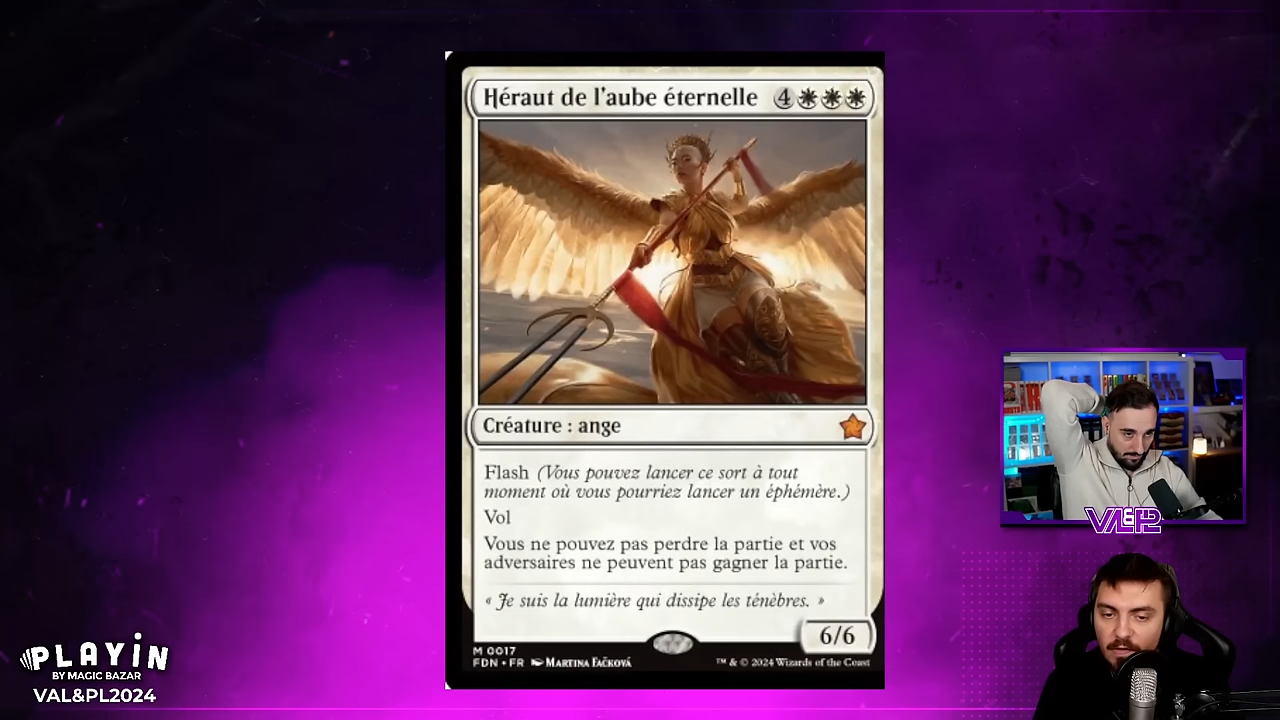 Héraut de l'aube éternelle 4
Créature : ange
Flash (Vous pouvez lancer ce sort à tout
moment où vous pourriez lancer un éphémère.)
Vol
Vous ne pouvez pas perdre la partie et vos
adversaires ne peuvent pas gagner la partie.
« Je suis la lumière qui dissipe les ténèbres. »
6/6
M 0017
FDN • FR Martina Fačková
™ & © 2024 Wizards of the Coast
VAL&PL
PLAYIN
BY MAGIC BAZAR
VAL&PL2024